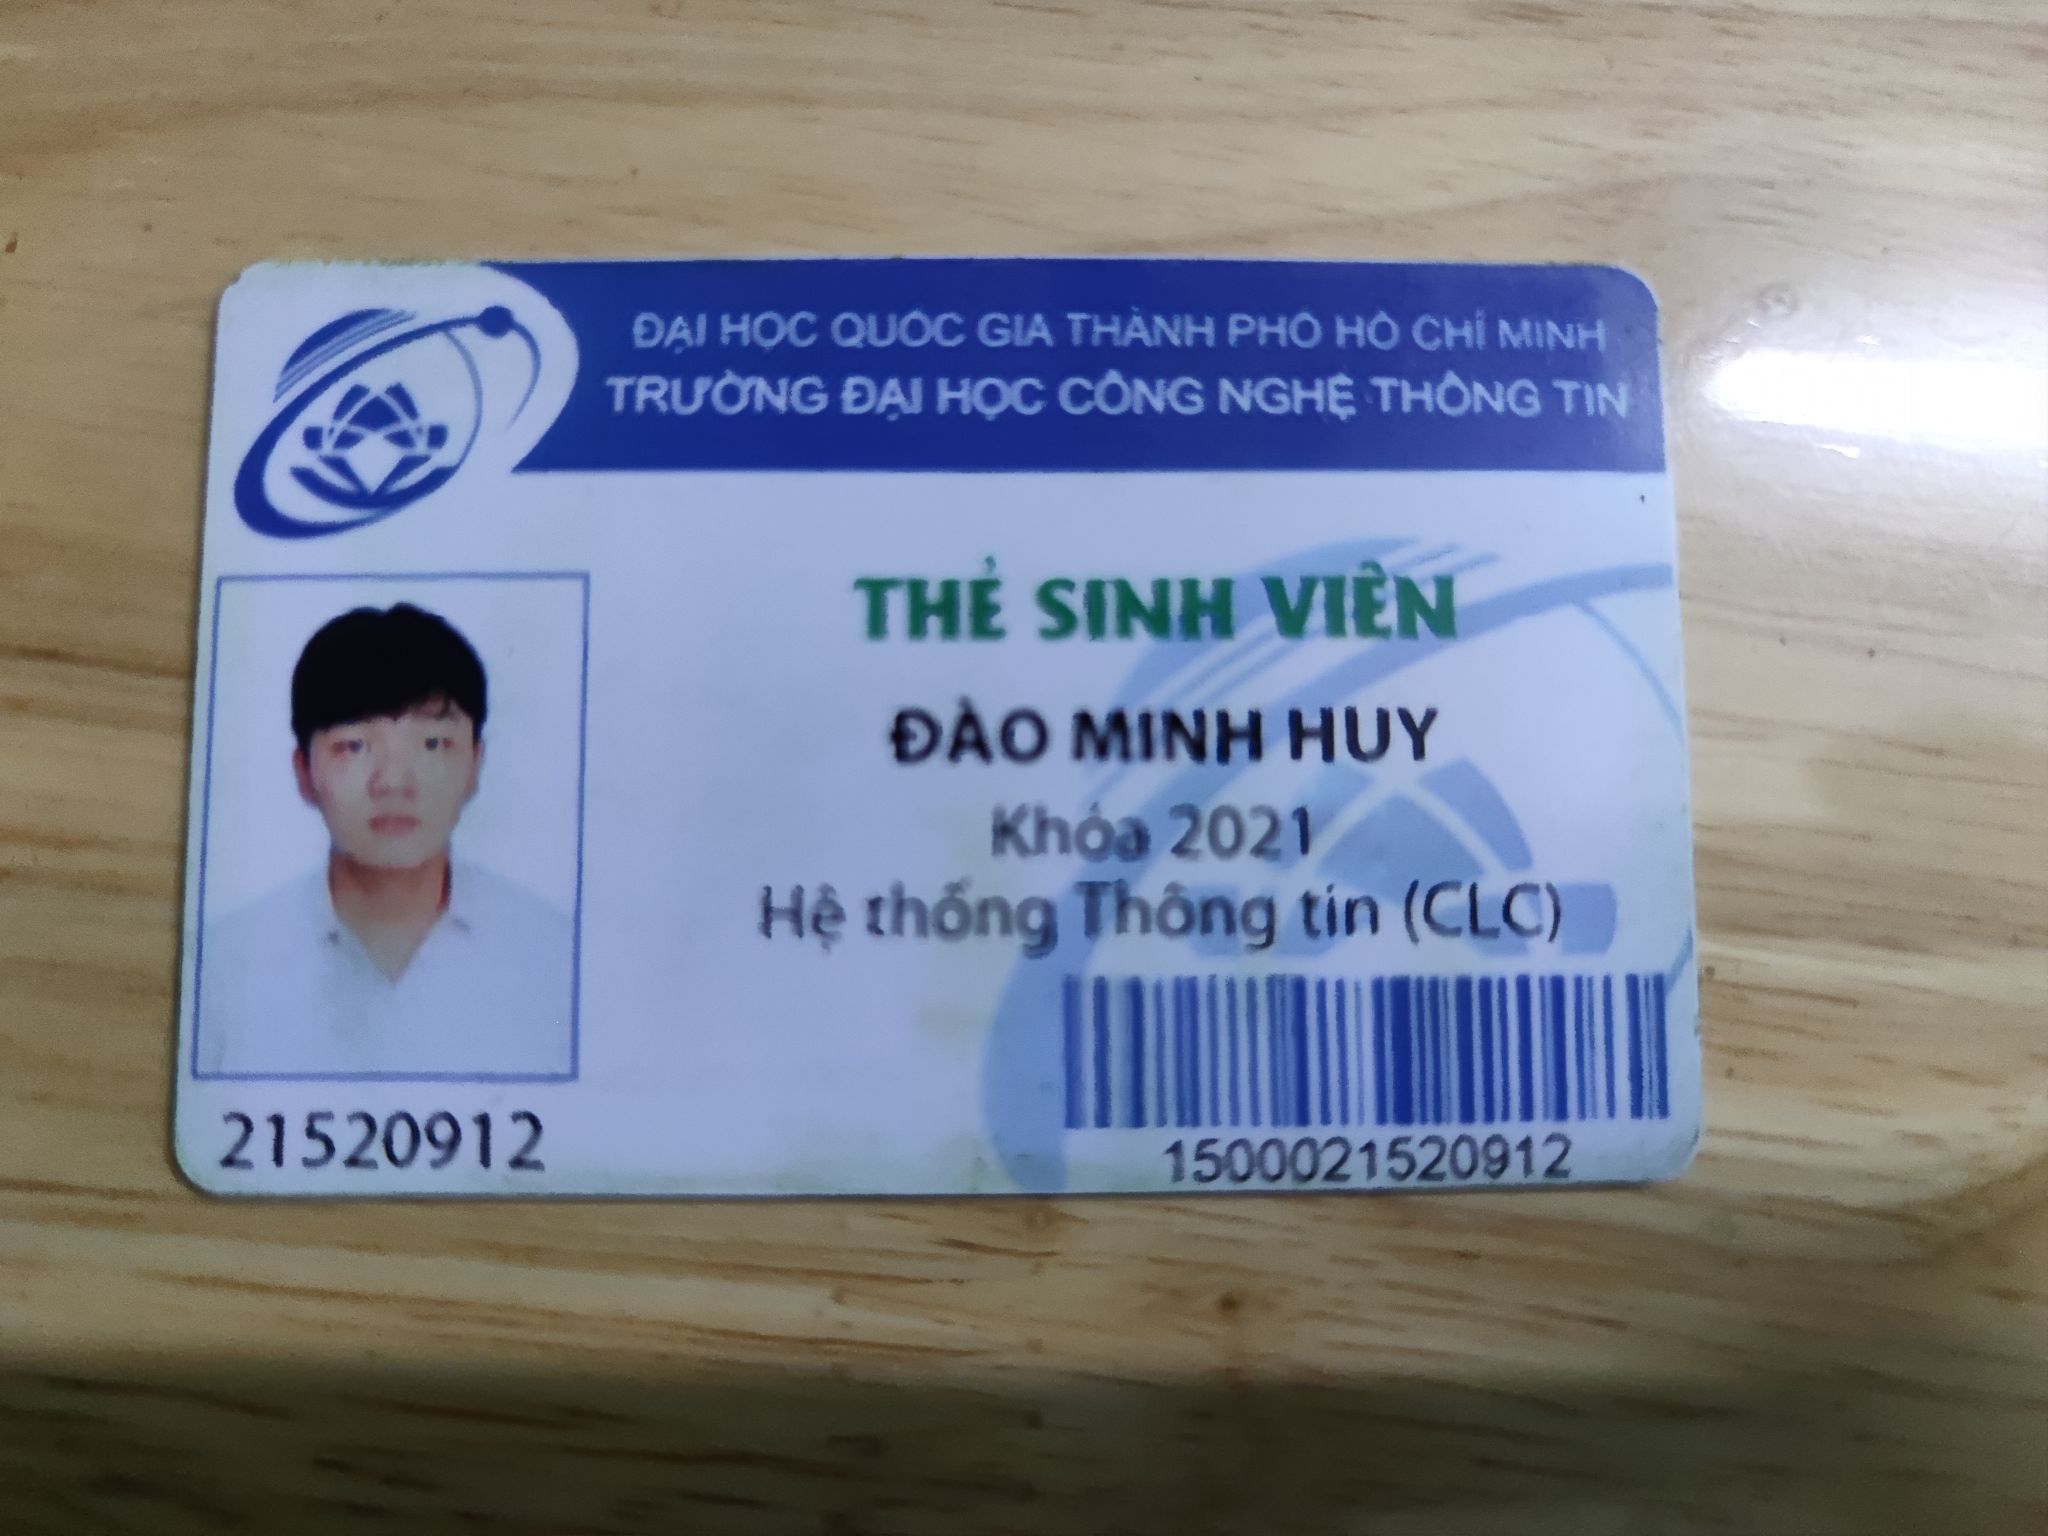 ĐẠI HỌC QUỐC GIA THÀNH PHỐ HỒ CHÍ MINH
TRƯỜNG ĐẠI HỌC CÔNG NGHỆ THÔNG TIN
THẺ SINH VIÊN
ĐÀO MINH HUY
Khóa 2021
Hệ thống Thông tin (CLC)
21520912
1500021520912